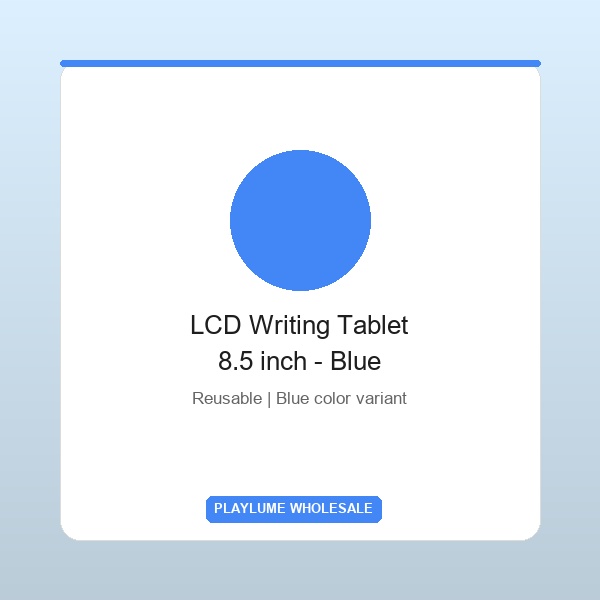 LCD Writing Tablet
8.5 inch - Blue
Reusable | Blue color variant
PLAYLUME WHOLESALE